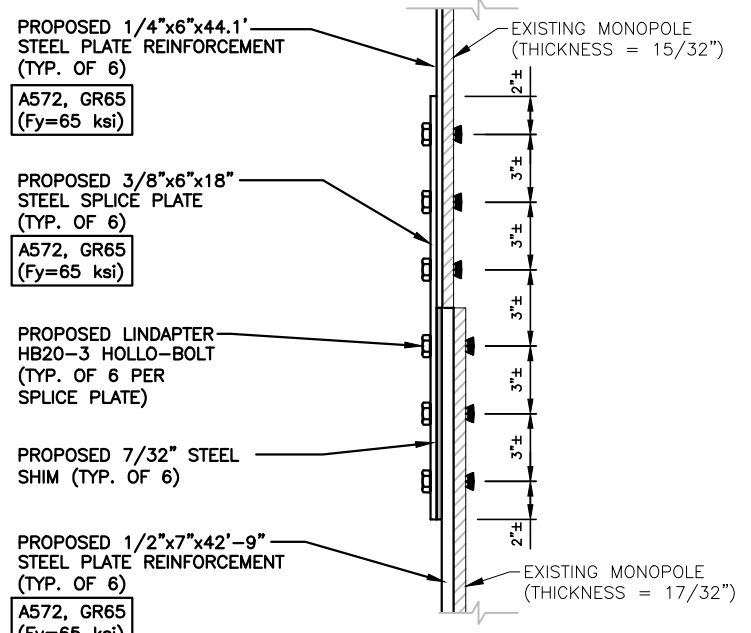 PROPOSED 1/4"x6"x44.1'
STEEL PLATE REINFORCEMENT
(TYP. OF 6)
A572, GR65
(Fy=65 ksi)
PROPOSED 3/8"x6"x18"
STEEL SPLICE PLATE
(TYP. OF 6)
A572, GR65
(Fy=65 ksi)
PROPOSED LINDAPTER
HB20-3 HOLLO-BOLT
(TYP. OF 6 PER
SPLICE PLATE)
PROPOSED 7/32" STEEL
SHIM (TYP. OF 6)
PROPOSED 1/2"x7"x42'-9"
STEEL PLATE REINFORCEMENT
(TYP. OF 6)
A572, GR65
(Fy=65 ksi)
EXISTING MONOPOLE
(THICKNESS = 15/32")
2"±
3"±
3"±
3"±
3"±
3"±
2"±
EXISTING MONOPOLE
(THICKNESS = 17/32")